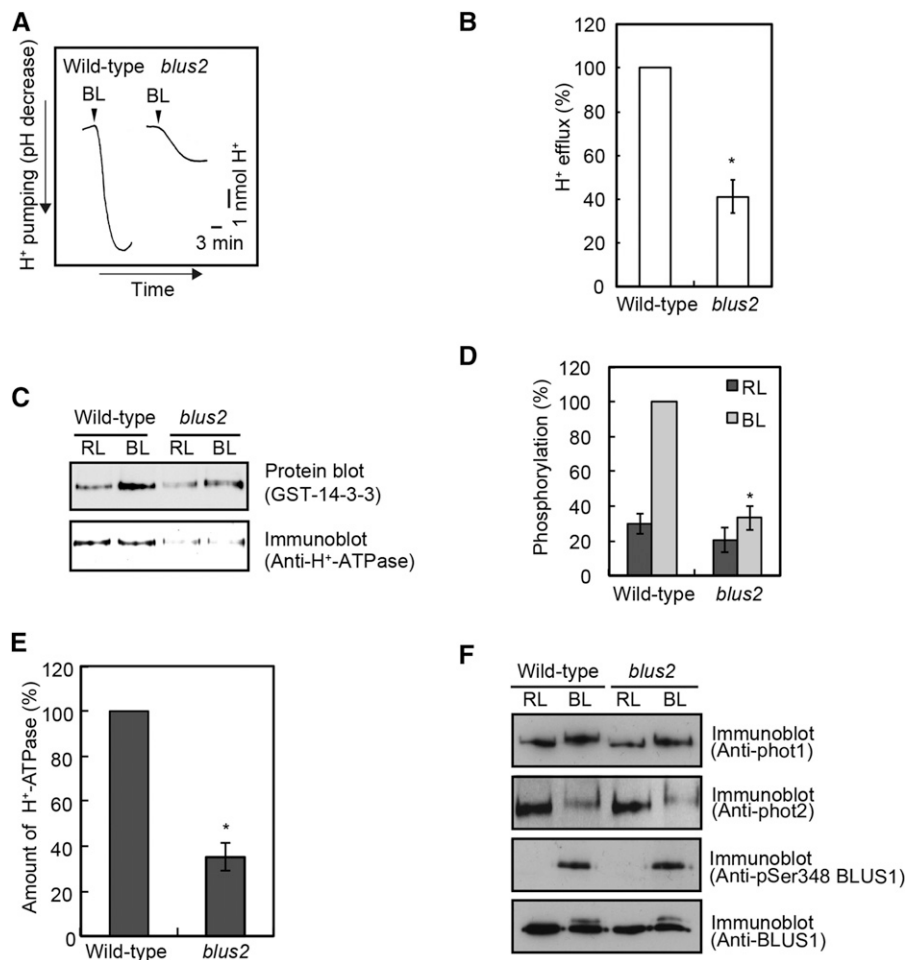 A
H+ pumping (pH decrease)
Wild-type blus2
BL BL
1 nmol H+
3 min
Time
B
H+ efflux (%)
120
100
80
60
40
20
0
*
Wild-type blus2
C
Wild-type blus2
RL BL RL BL
Protein blot
(GST-14-3-3)
Immunoblot
(Anti-H+-ATPase)
D
Phosphorylation (%)
120
100
80
60
40
20
0
RL
BL
*
Wild-type blus2
E
Amount of H+-ATPase (%)
120
100
80
60
40
20
0
*
Wild-type blus2
F
Wild-type blus2
RL BL RL BL
Immunoblot
(Anti-phot1)
Immunoblot
(Anti-phot2)
Immunoblot
(Anti-pSer348 BLUS1)
Immunoblot
(Anti-BLUS1)